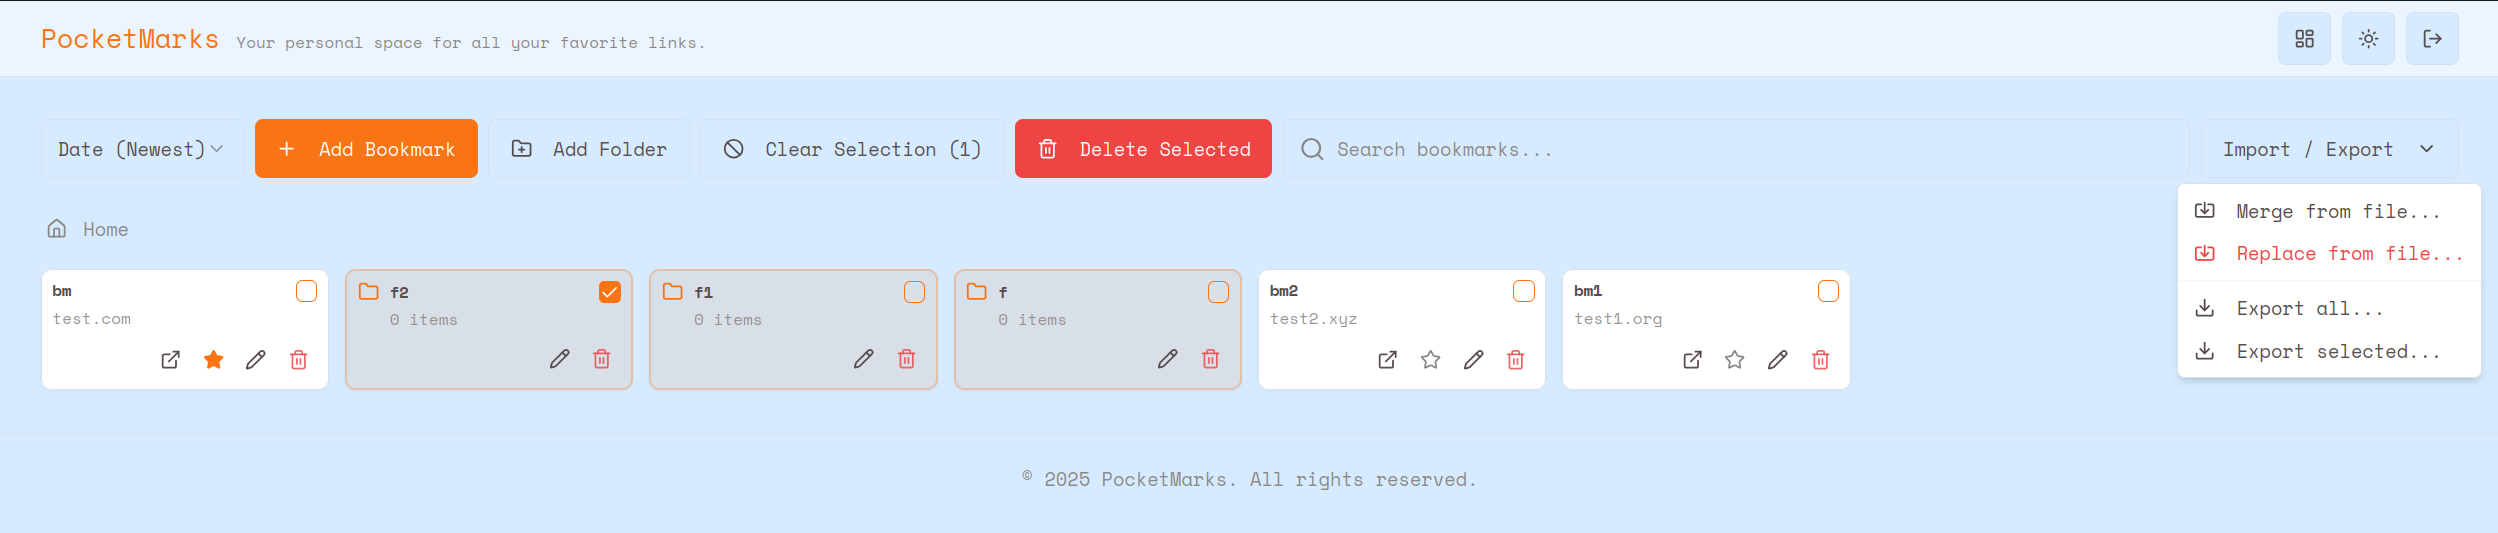 PocketMarks Your personal space for all your favorite links.
Date (Newest) Add Bookmark Add Folder Clear Selection (1) Delete Selected Search bookmarks... Import / Export
Merge from file...
Replace from file...
Export all...
Export selected...
Home
bm
test.com
f2
0 items
f1
0 items
f
0 items
bm2
test2.xyz
bm1
test1.org
© 2025 PocketMarks. All rights reserved.